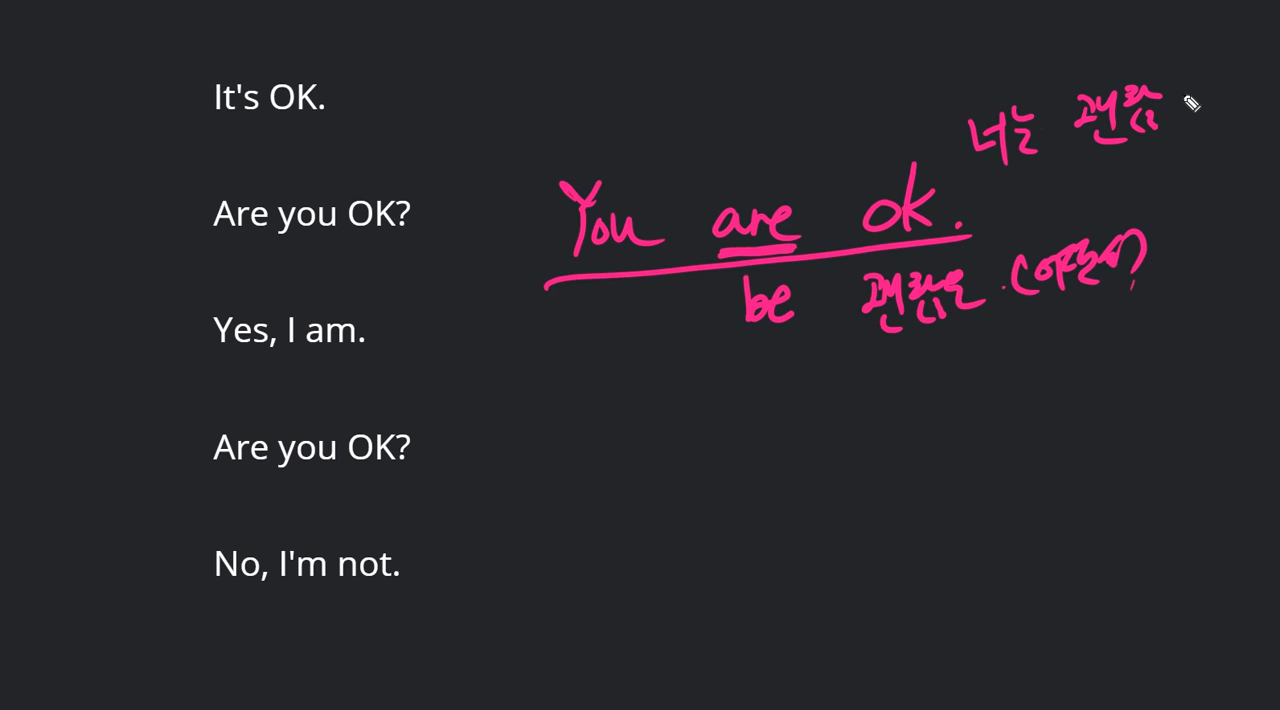 It's OK.
너는 괜찮
Are you OK?
You are ok.
be 괜찮은.
Yes, I am.
Are you OK?
No, I'm not.